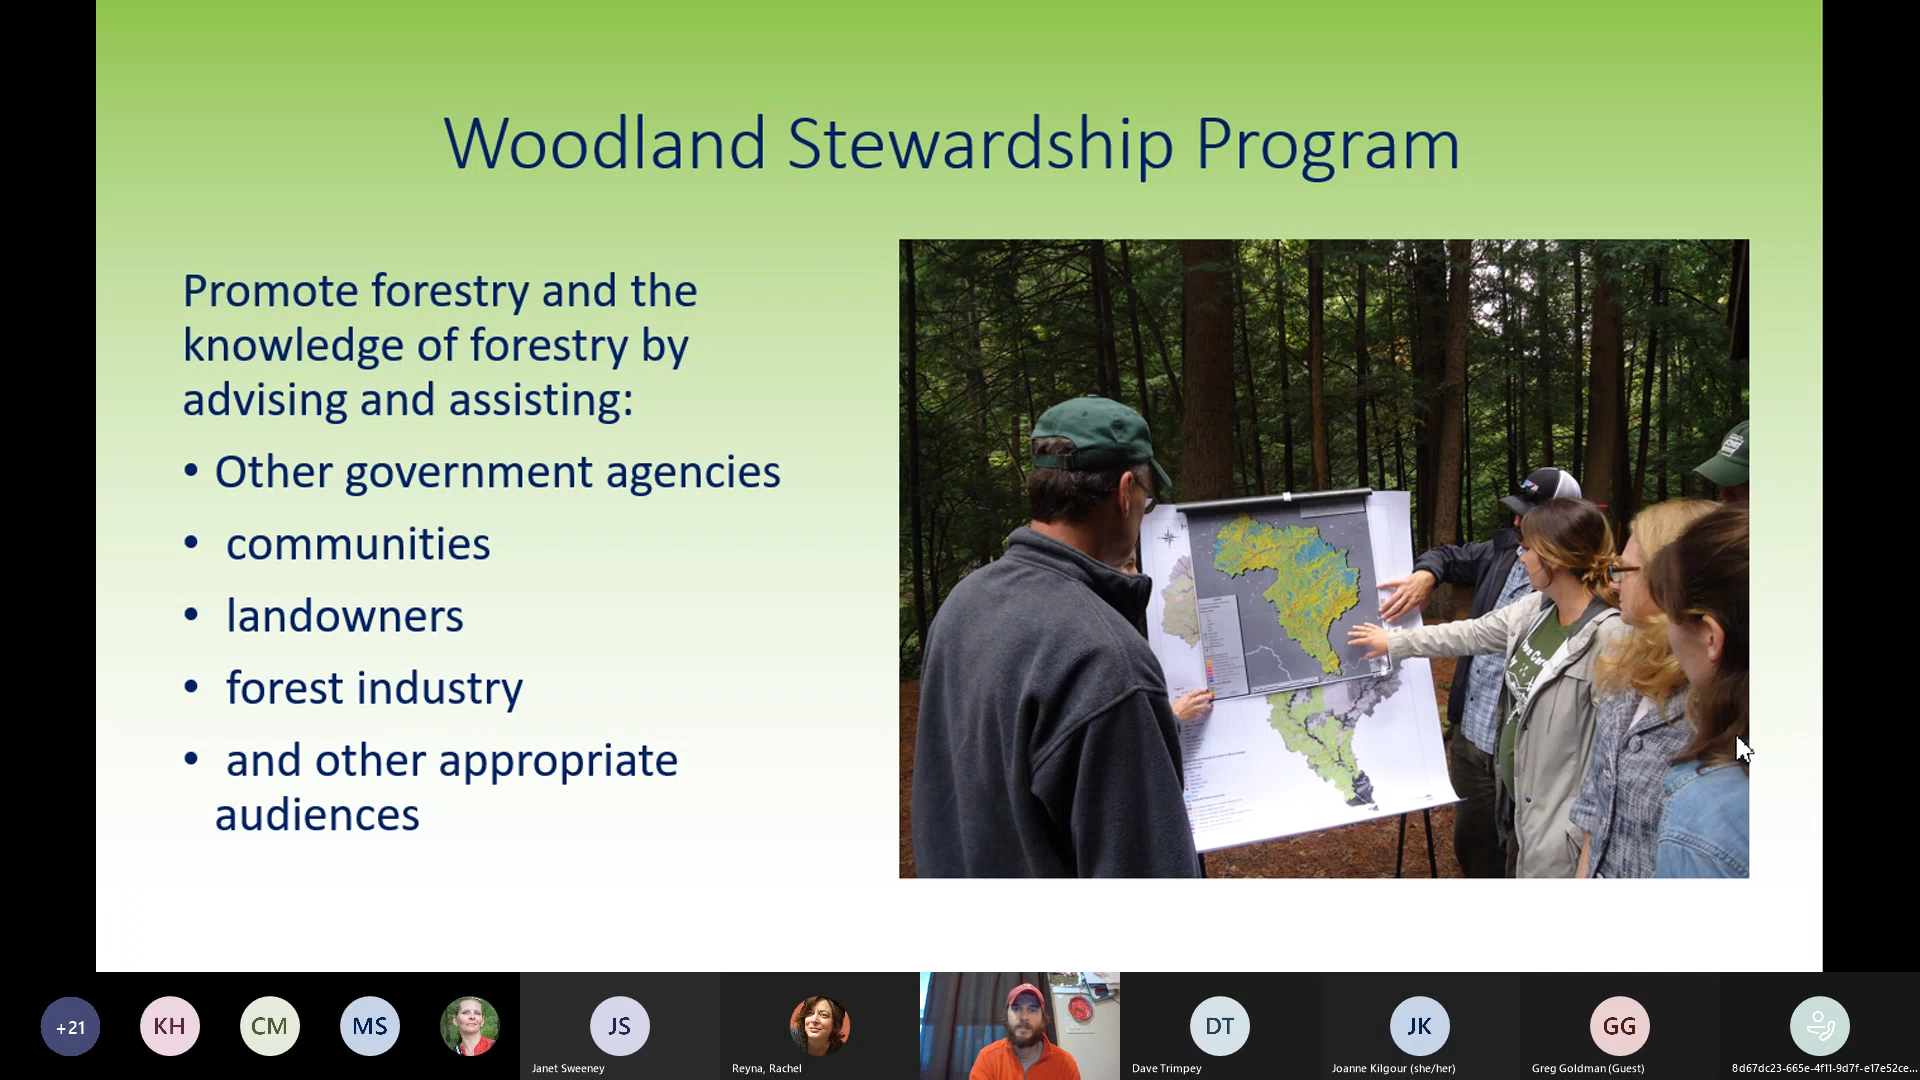 Woodland Stewardship Program
Promote forestry and the
knowledge of forestry by
advising and assisting:
• Other government agencies
• communities
• landowners
• forest industry
• and other appropriate
audiences
+21
KH
CM
MS
JS
Janet Sweeney
Reyna, Rachel
DT
Dave Trimpey
JK
Joanne Kilgour (she/her)
GG
Greg Goldman (Guest)
8d67dc23-665e-4f11-9d7f-e17e52ce...